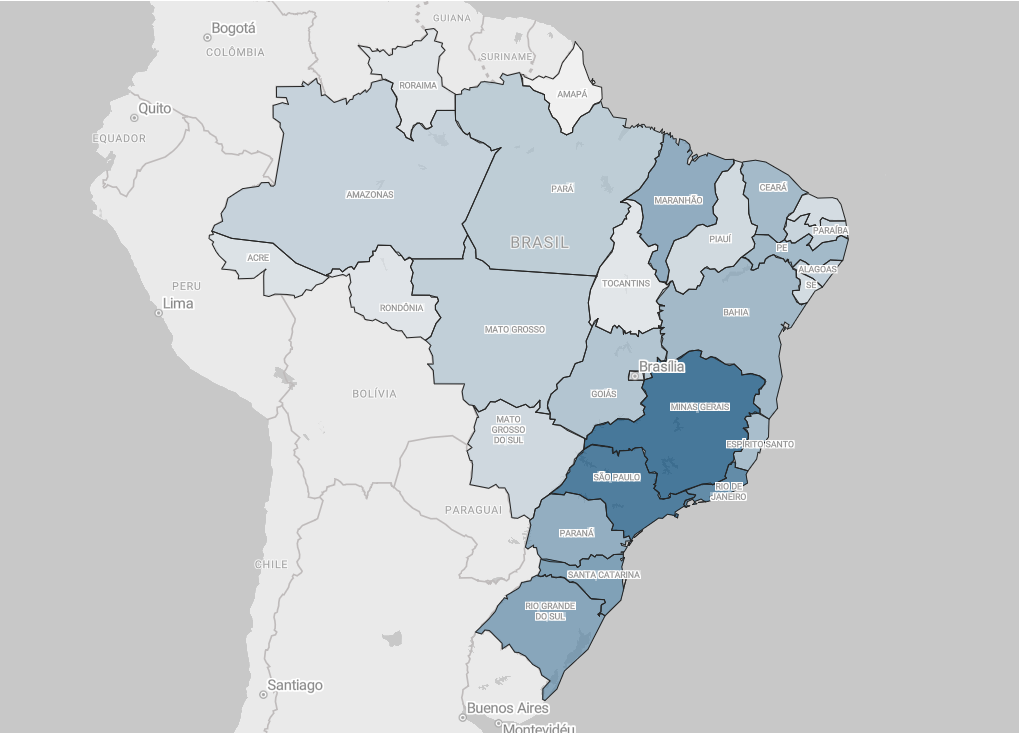 GUIANA
Bogotá
COLÔMBIA
SURINAME
RORAIMA
AMAPÁ
Quito
EQUADOR
CEARÁ
PARÁ
AMAZONAS
MARANHÃO
PARAÍBA
PIAUÍ
BRASIL
PE
ACRE
ALAGOAS
TOCANTINS
SE
PERU
Lima
RONDÔNIA
BAHIA
MATO GROSSO
Brasília
BOLÍVIA
GOIÁS
MINAS GERAIS
MATO
GROSSO
DO SUL
ESPÍRITO SANTO
SÃO PAULO
RIO DE
JANEIRO
PARAGUAI
PARANÁ
CHILE
SANTA CATARINA
RIO GRANDE
DO SUL
Santiago
Buenos Aires
Montevidéu